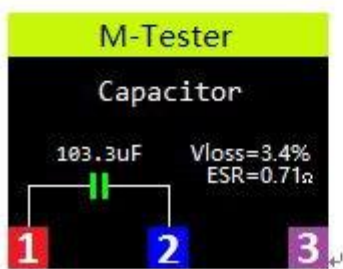 M-Tester
Capacitor
103.3uF
Vloss=3.4%
ESR=0.71Ω
1 2 3